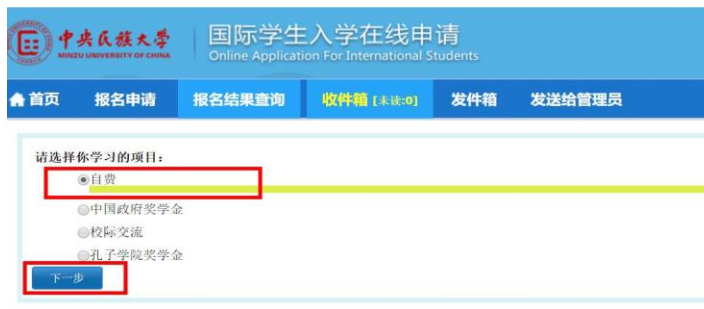 中央民族大学
MINZU UNIVERSITY OF CHINA
国际学生入学在线申请
Online Application For International Students
首页 报名申请 报名结果查询 收件箱 [未读:0] 发件箱 发送给管理员
请选择你学习的项目：
自费
中国政府奖学金
校际交流
孔子学院奖学金
下一步